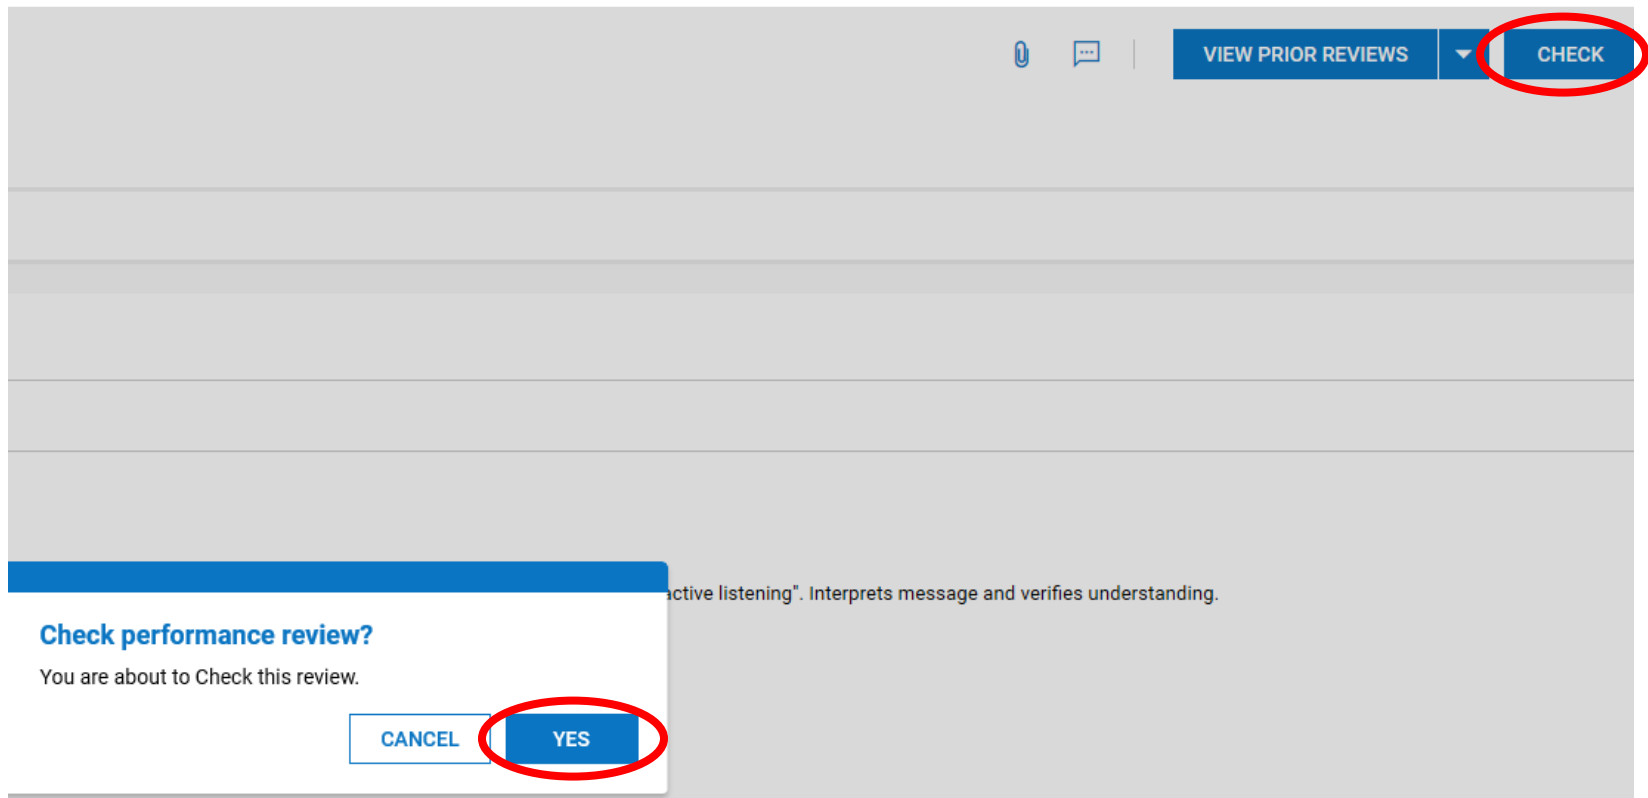 VIEW PRIOR REVIEWS CHECK
active listening". Interprets message and verifies understanding.
Check performance review?
You are about to Check this review.
CANCEL YES